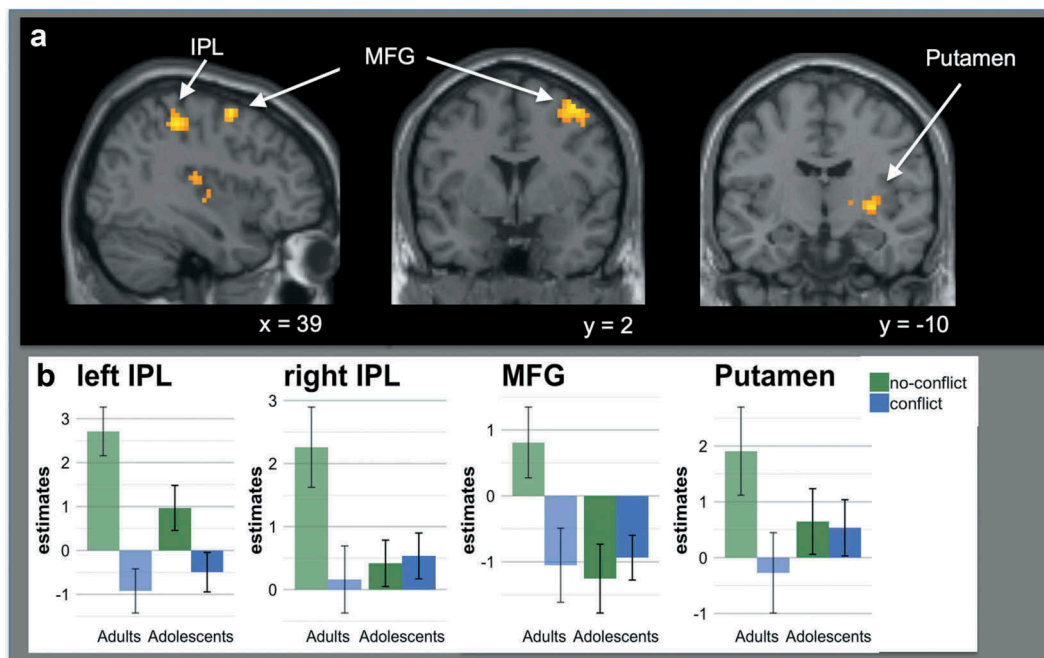 a
IPL
MFG
Putamen
x = 39
y = 2
y = -10
b
left IPL
right IPL
MFG
Putamen
no-conflict
conflict
estimates
3
2
1
0
-1
Adults Adolescents
estimates
3
2
1
0
Adults Adolescents
estimates
1
0
-1
Adults Adolescents
estimates
2
1
0
-1
Adults Adolescents